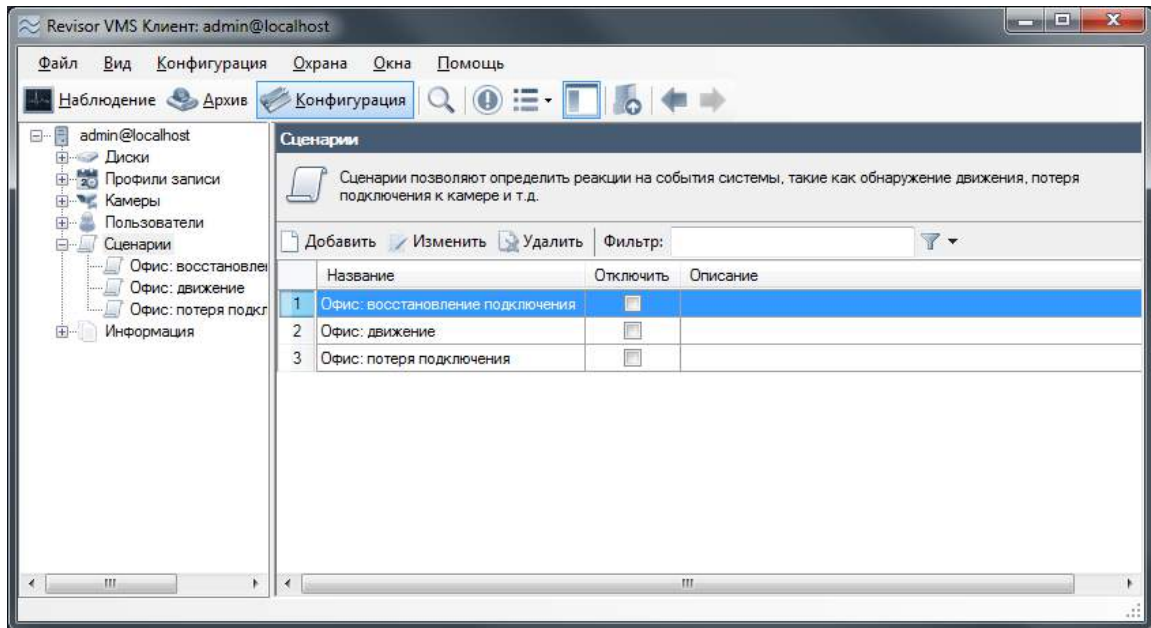 Revisor VMS Клиент: admin@localhost
Файл Вид Конфигурация Охрана Окна Помощь
Наблюдение Архив Конфигурация
admin@localhost
Диски
Профили записи
Камеры
Пользователи
Сценарии
Офис: восстановле
Офис: движение
Офис: потеря подкл
Информация
Сценарии
Сценарии позволяют определить реакции на события системы, такие как обнаружение движения, потеря
подключения к камере и т.д.
Добавить Изменить Удалить Фильтр:
Название Отключить Описание
1 Офис: восстановление подключения
2 Офис: движение
3 Офис: потеря подключения